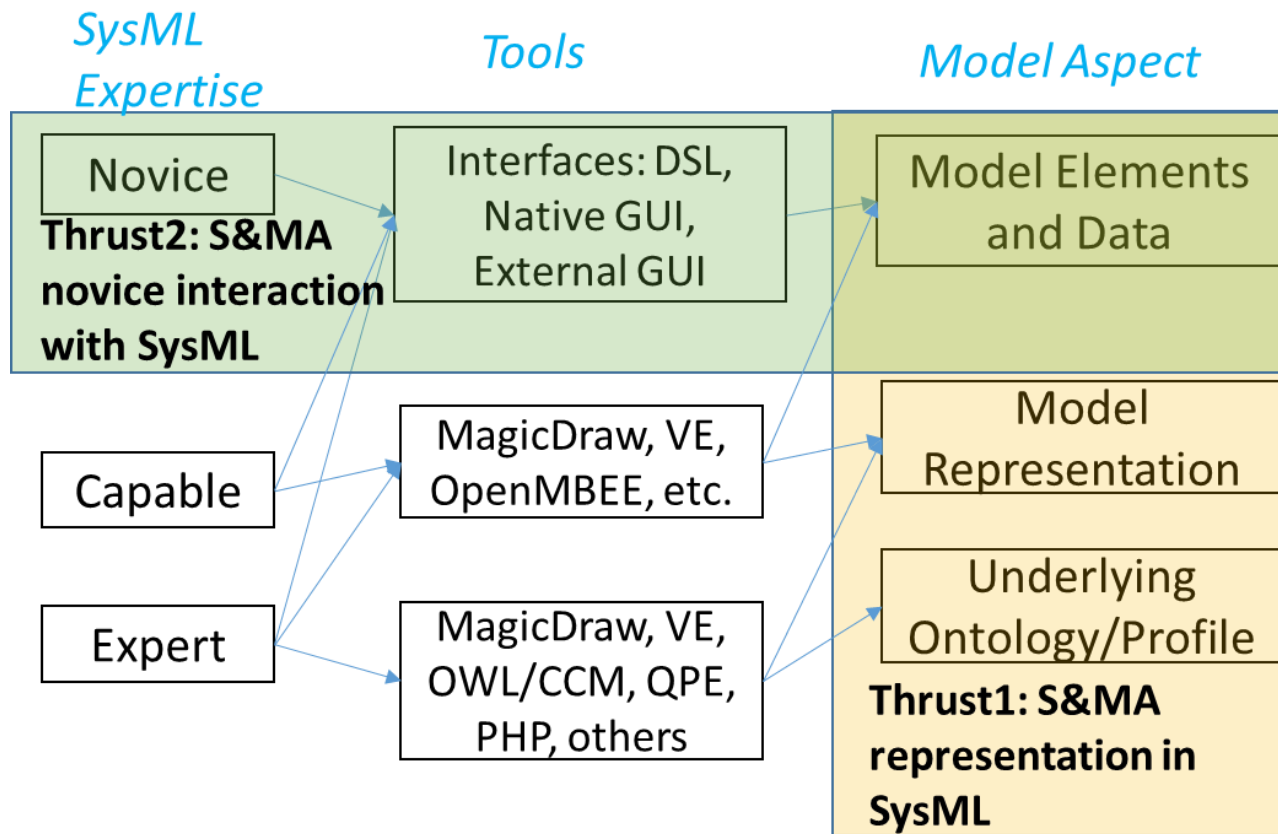 SysML
Expertise
Tools
Model Aspect
Novice
Thrust2: S&MA
novice interaction
with SysML
Interfaces: DSL,
Native GUI,
External GUI
Model Elements
and Data
Capable
MagicDraw, VE,
OpenMBEE, etc.
Model
Representation
Expert
MagicDraw, VE,
OWL/CCM, QPE,
PHP, others
Underlying
Ontology/Profile
Thrust1: S&MA
representation in
SysML